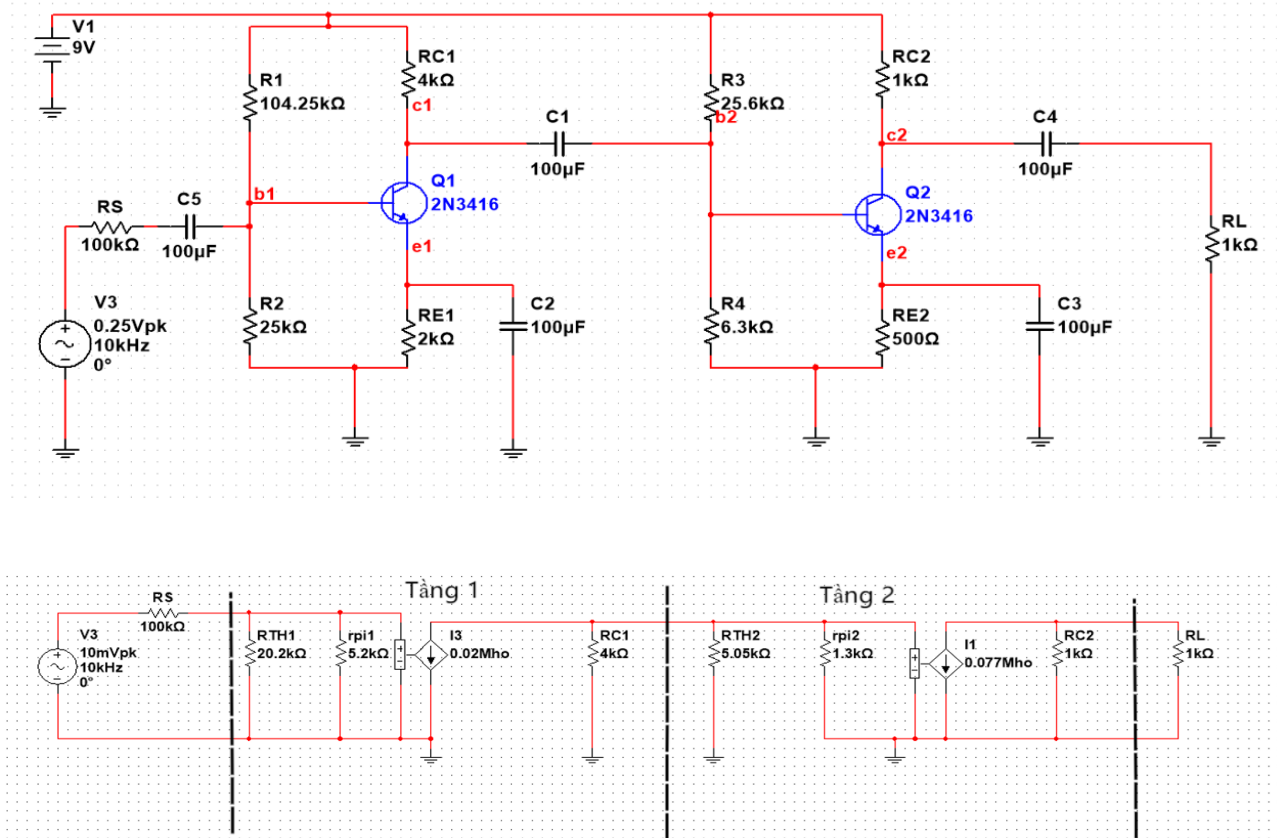 V1
9V
R1
104.25kΩ
RC1
4kΩ
c1
R3
25.6kΩ
b2
RC2
1kΩ
C1
100µF
c2
C4
100µF
b1
Q1
2N3416
Q2
2N3416
RS
100kΩ
C5
100µF
e1
e2
RL
1kΩ
V3
0.25Vpk
10kHz
0°
R2
25kΩ
RE1
2kΩ
C2
100µF
R4
6.3kΩ
RE2
500Ω
C3
100µF
Tầng 1
Tầng 2
RS
100kΩ
V3
10mVpk
10kHz
0°
RTH1
20.2kΩ
rpi1
5.2kΩ
I3
0.02Mho
RC1
4kΩ
RTH2
5.05kΩ
rpi2
1.3kΩ
I1
0.077Mho
RC2
1kΩ
RL
1kΩ